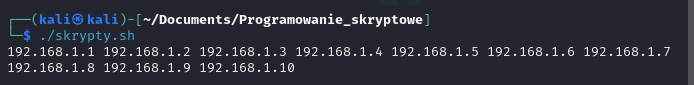 ┌──(kali㉿kali)-[~/Documents/Programowanie_skryptowe]
└─$ ./skrypty.sh
192.168.1.1 192.168.1.2 192.168.1.3 192.168.1.4 192.168.1.5 192.168.1.6 192.168.1.7
192.168.1.8 192.168.1.9 192.168.1.10